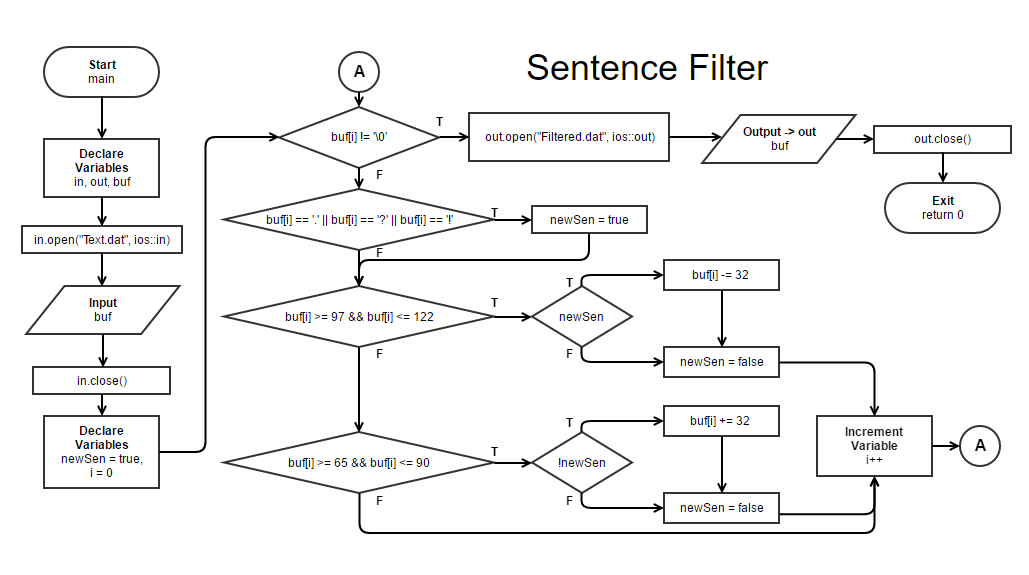 Sentence Filter
Start
main
Declare
Variables
in, out, buf
in.open("Text.dat", ios::in)
Input
buf
in.close()
Declare
Variables
newSen = true,
i = 0
A
buf[i] != '\0'
T
F
out.open("Filtered.dat", ios::out)
Output -> out
buf
out.close()
Exit
return 0
buf[i] == '.' || buf[i] == '?' || buf[i] == '!'
T
F
newSen = true
buf[i] >= 97 && buf[i] <= 122
T
F
newSen
T
F
buf[i] -= 32
newSen = false
buf[i] >= 65 && buf[i] <= 90
T
F
!newSen
T
F
buf[i] += 32
newSen = false
Increment
Variable
i++
A